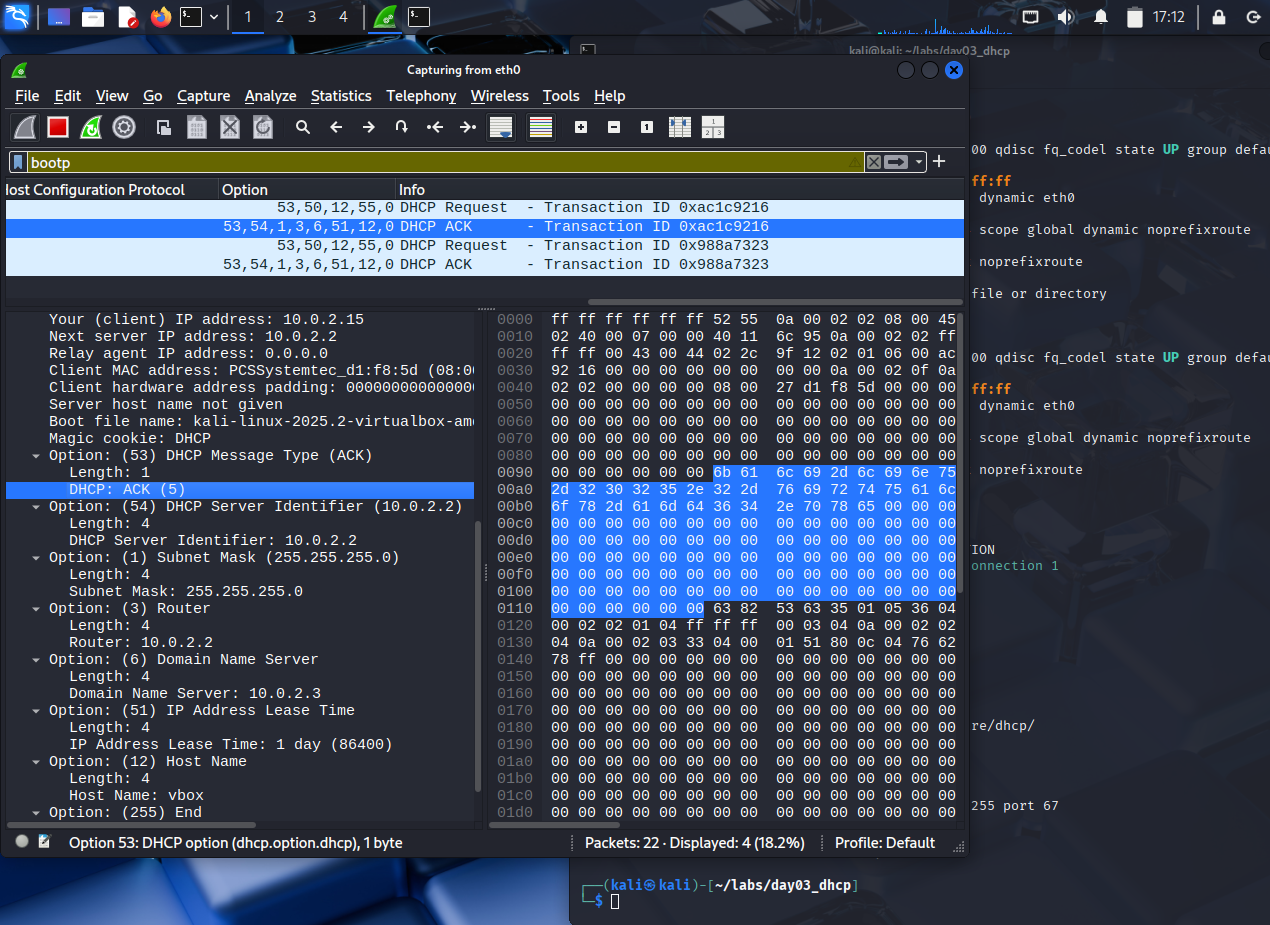 1 2 3 4 17:12
kali@kali: ~/labs/day03_dhcp
Capturing from eth0
File Edit View Go Capture Analyze Statistics Telephony Wireless Tools Help
bootp
ost Configuration Protocol Option Info
53,50,12,55,0 DHCP Request - Transaction ID 0xac1c9216
53,54,1,3,6,51,12,0 DHCP ACK - Transaction ID 0xac1c9216
53,50,12,55,0 DHCP Request - Transaction ID 0x988a7323
53,54,1,3,6,51,12,0 DHCP ACK - Transaction ID 0x988a7323
Your (client) IP address: 10.0.2.15
Next server IP address: 10.0.2.2
Relay agent IP address: 0.0.0.0
Client MAC address: PCSSystemtec_d1:f8:5d (08:00
Client hardware address padding: 00000000000000
Server host name not given
Boot file name: kali-linux-2025.2-virtualbox-am
Magic cookie: DHCP
Option: (53) DHCP Message Type (ACK)
Length: 1
DHCP: ACK (5)
Option: (54) DHCP Server Identifier (10.0.2.2)
Length: 4
DHCP Server Identifier: 10.0.2.2
Option: (1) Subnet Mask (255.255.255.0)
Length: 4
Subnet Mask: 255.255.255.0
Option: (3) Router
Length: 4
Router: 10.0.2.2
Option: (6) Domain Name Server
Length: 4
Domain Name Server: 10.0.2.3
Option: (51) IP Address Lease Time
Length: 4
IP Address Lease Time: 1 day (86400)
Option: (12) Host Name
Length: 4
Host Name: vbox
Option: (255) End
0000 ff ff ff ff ff ff 52 55 0a 00 02 02 08 00 45
0010 02 40 00 07 00 00 40 11 6c 95 0a 00 02 02 ff
0020 ff ff 00 43 00 44 02 2c 9f 12 02 01 06 00 ac
0030 92 16 00 00 00 00 00 00 00 00 0a 00 02 0f 0a
0040 02 02 00 00 00 00 08 00 27 d1 f8 5d 00 00 00
0050 00 00 00 00 00 00 00 00 00 00 00 00 00 00 00
0060 00 00 00 00 00 00 00 00 00 00 00 00 00 00 00
0070 00 00 00 00 00 00 00 00 00 00 00 00 00 00 00
0080 00 00 00 00 00 00 00 00 00 00 00 00 00 00 00
0090 00 00 00 00 00 00 6b 61 6c 69 2d 6c 69 6e 75
00a0 2d 32 30 32 35 2e 32 2d 76 69 72 74 75 61 6c
00b0 6f 78 2d 61 6d 64 36 34 2e 70 78 65 00 00 00
00c0 00 00 00 00 00 00 00 00 00 00 00 00 00 00 00
00d0 00 00 00 00 00 00 00 00 00 00 00 00 00 00 00
00e0 00 00 00 00 00 00 00 00 00 00 00 00 00 00 00
00f0 00 00 00 00 00 00 00 00 00 00 00 00 00 00 00
0100 00 00 00 00 00 00 00 00 00 00 00 00 00 00 00
0110 00 00 00 00 00 00 63 82 53 63 35 01 05 36 04
0120 00 02 02 01 04 ff ff ff 00 03 04 0a 00 02 02
0130 04 0a 00 02 03 33 04 00 01 51 80 0c 04 76 62
0140 78 ff 00 00 00 00 00 00 00 00 00 00 00 00 00
0150 00 00 00 00 00 00 00 00 00 00 00 00 00 00 00
0160 00 00 00 00 00 00 00 00 00 00 00 00 00 00 00
0170 00 00 00 00 00 00 00 00 00 00 00 00 00 00 00
0180 00 00 00 00 00 00 00 00 00 00 00 00 00 00 00
0190 00 00 00 00 00 00 00 00 00 00 00 00 00 00 00
01a0 00 00 00 00 00 00 00 00 00 00 00 00 00 00 00
01b0 00 00 00 00 00 00 00 00 00 00 00 00 00 00 00
01c0 00 00 00 00 00 00 00 00 00 00 00 00 00 00 00
01d0 00 00 00 00 00 00 00 00 00 00 00 00 00 00 00
Option 53: DHCP option (dhcp.option.dhcp), 1 byte Packets: 22 · Displayed: 4 (18.2%) Profile: Default
00 qdisc fq_codel state UP group defau
ff:ff
dynamic eth0
scope global dynamic noprefixroute
noprefixroute
file or directory
00 qdisc fq_codel state UP group defau
ff:ff
dynamic eth0
scope global dynamic noprefixroute
noprefixroute
ION
onnection 1
re/dhcp/
255 port 67
┌──(kali㉿kali)-[~/labs/day03_dhcp]
└─$